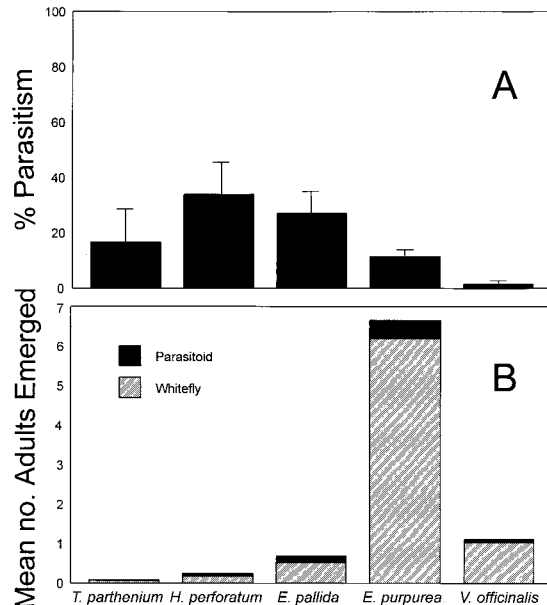 % Parasitism
100
80
60
40
20
0
A
Mean no. Adults Emerged
7
6
5
4
3
2
1
0
Parasitoid
Whitefly
B
T. parthenium H. perforatum E. pallida E. purpurea V. officinalis